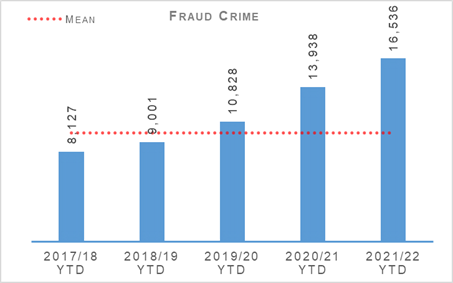 FRAUD CRIME
MEAN
8,127
9,001
10,828
13,938
16,536
2017/18 YTD
2018/19 YTD
2019/20 YTD
2020/21 YTD
2021/22 YTD